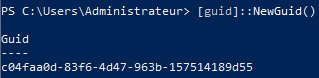 PS C:\Users\Administrateur> [guid]::NewGuid()
Guid
----
c04faa0d-83f6-4d47-963b-157514189d55